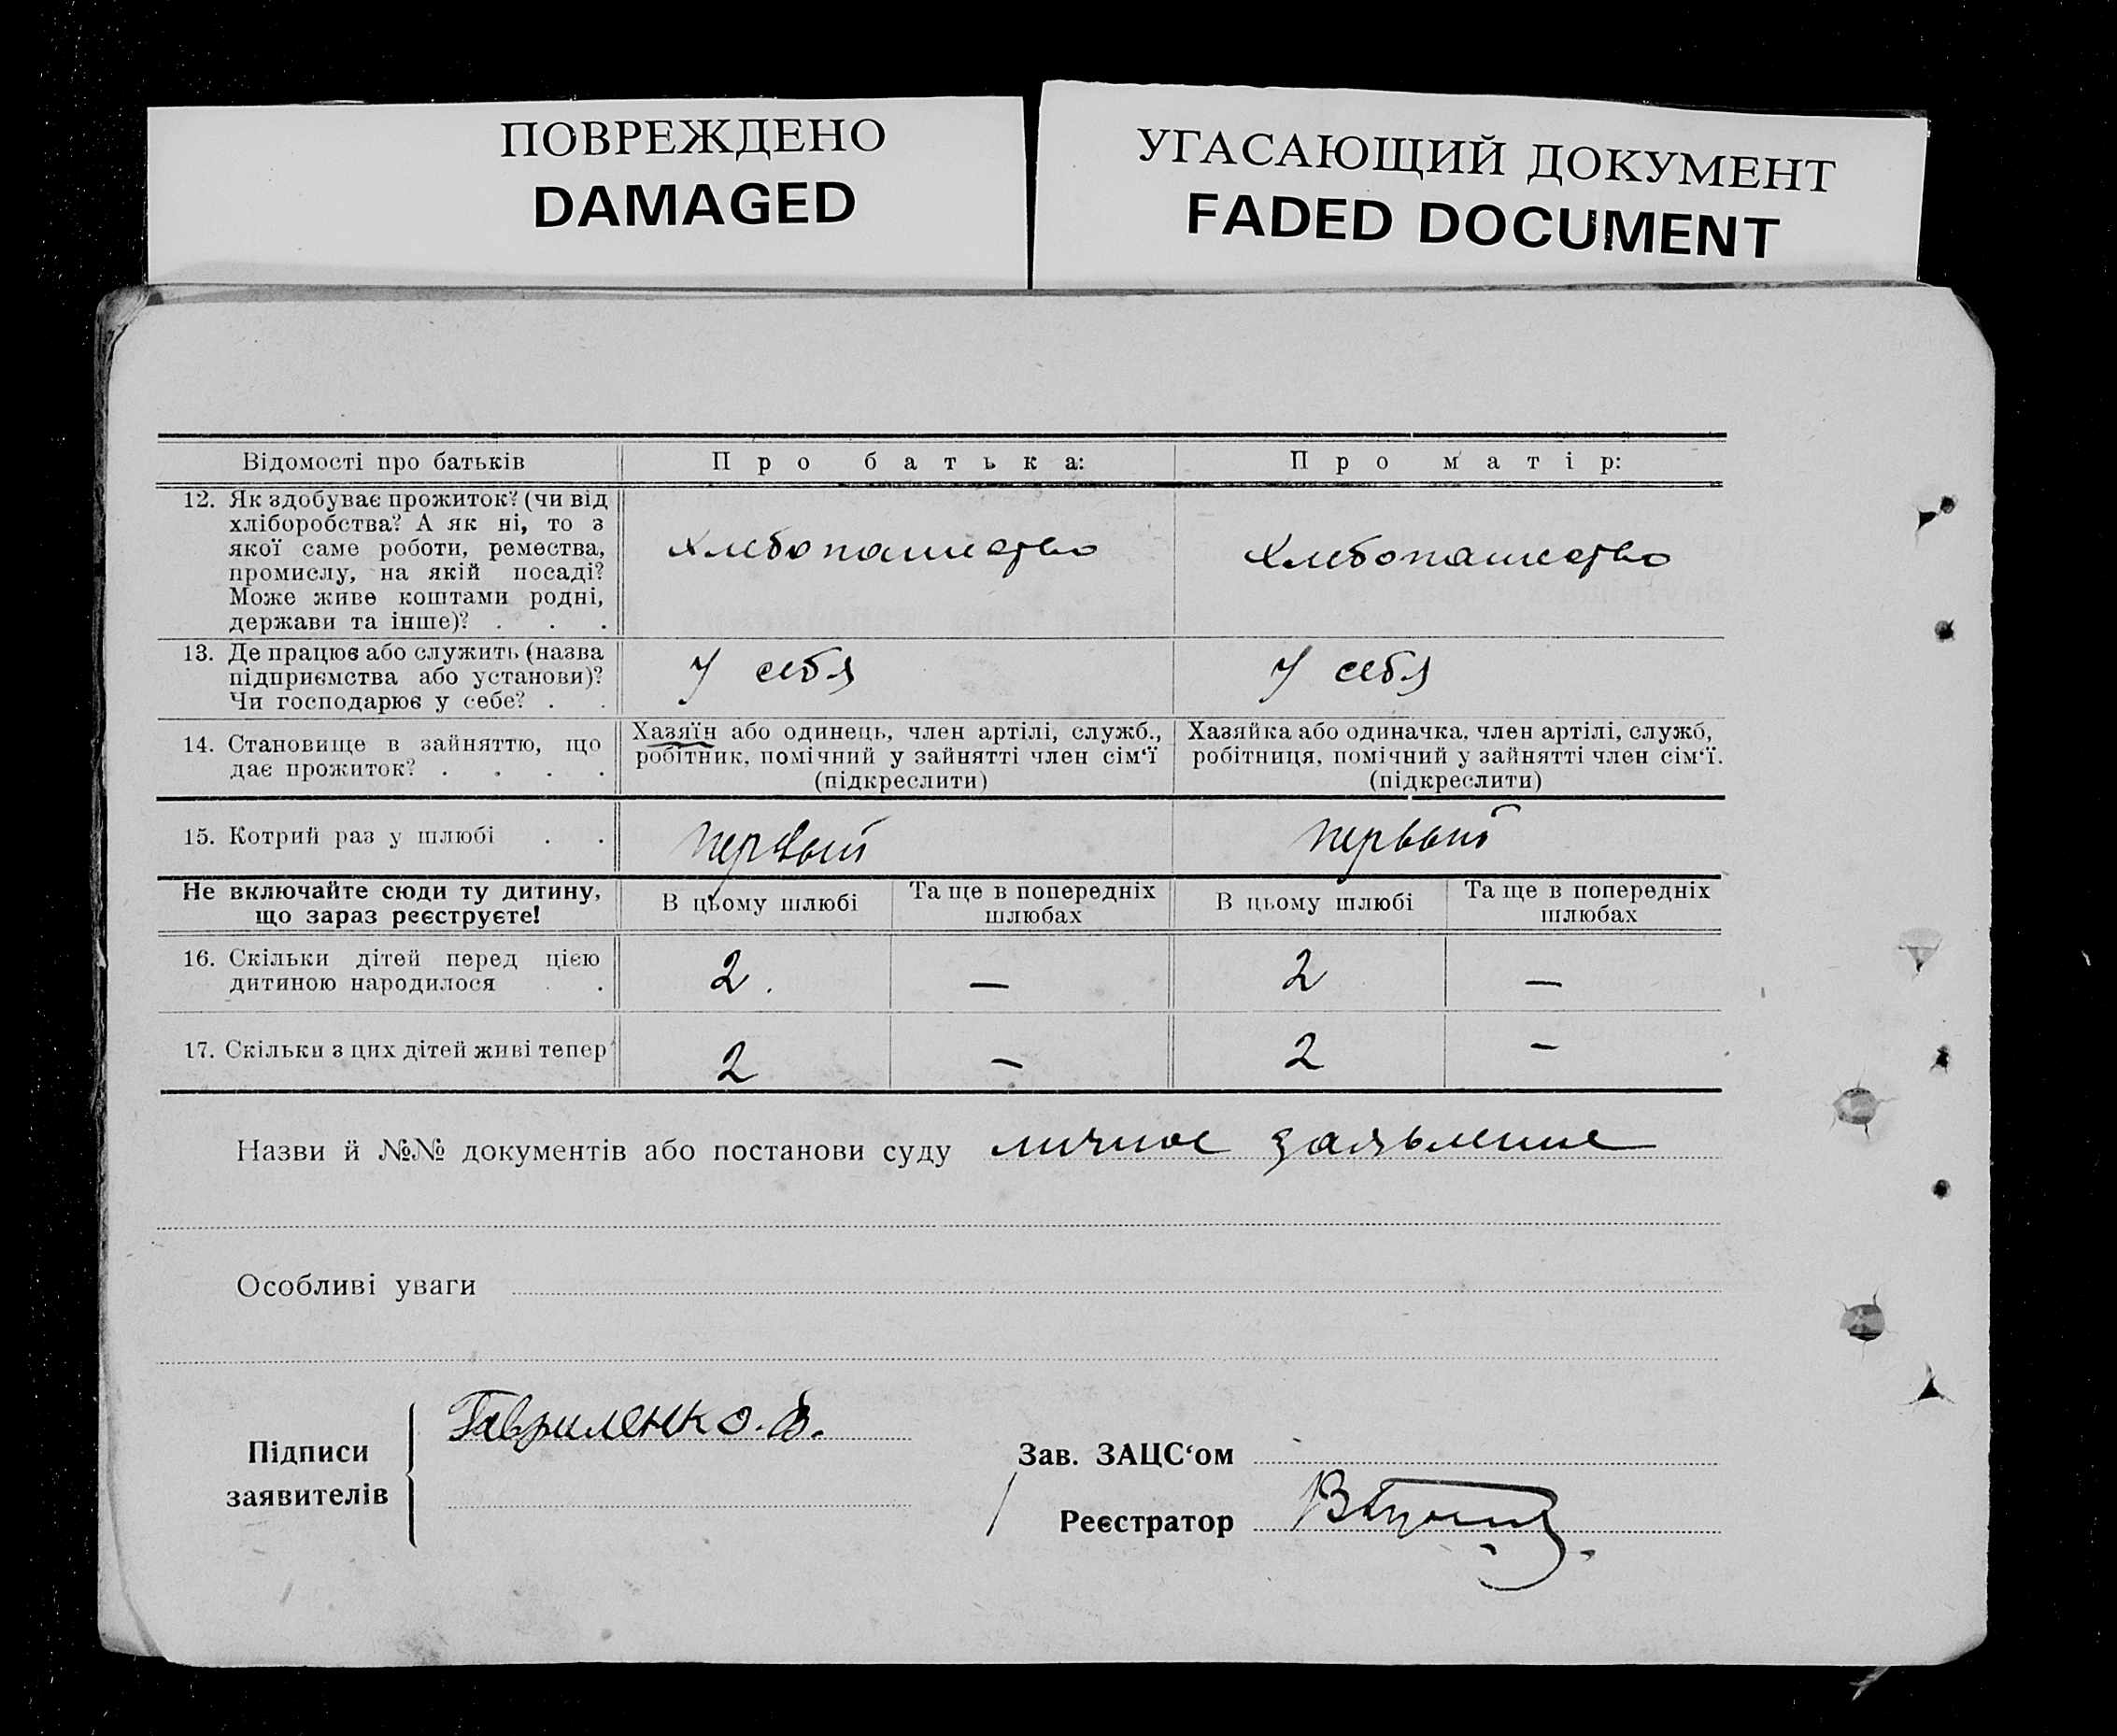 ПОВРЕЖДЕНО
DAMAGED
УГАСАЮЩИЙ ДОКУМЕНТ
FADED DOCUMENT
Відомості про батьків
Про батька:
Про матір:
12. Як здобуває прожиток? (чи від
хліборобства? А як ні, то з
якої саме роботи, ремества,
промислу, на якій посаді?
Може живе коштами родні,
держави та інше)? . . .
Хлебопашество
Хлебопашество
13. Де працює або служить (назва
підприємства або установи)?
Чи господарює у себе? . .
У себя
У себя
14. Становище в зайняттю, що
дає прожиток? . . . .
Хазяїн або одинець, член артілі, служб.,
робітник, помічний у зайнятті член сім‘ї
(підкреслити)
Хазяйка або одиначка, член артілі, служб,
робітниця, помічний у зайнятті член сім‘ї.
(підкреслити)
15. Котрий раз у шлюбі . .
первый
первый
Не включайте сюди ту дитину,
що зараз реєструєте!
В цьому шлюбі
Та ще в попередніх
шлюбах
В цьому шлюбі
Та ще в попередніх
шлюбах
16. Скільки дітей перед цією
дитиною народилося . .
2. — 2 —
17. Скільки з цих дітей живі тепер
2 — 2 —
Назви й №№ документів або постанови суду личное заявление
Особливі уваги
Підписи
заявителів
Гавриленко. В.
Зав. ЗАЦС‘ом
Реєстратор